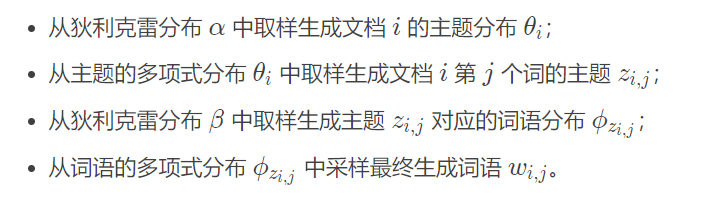 • 从狄利克雷分布 α 中取样生成文档 i 的主题分布 θ_i；
• 从主题的多项式分布 θ_i 中取样生成文档 i 第 j 个词的主题 z_{i,j}；
• 从狄利克雷分布 β 中取样生成主题 z_{i,j} 对应的词语分布 ϕ_{z_{i,j}}；
• 从词语的多项式分布 ϕ_{z_{i,j}} 中采样最终生成词语 w_{i,j}。